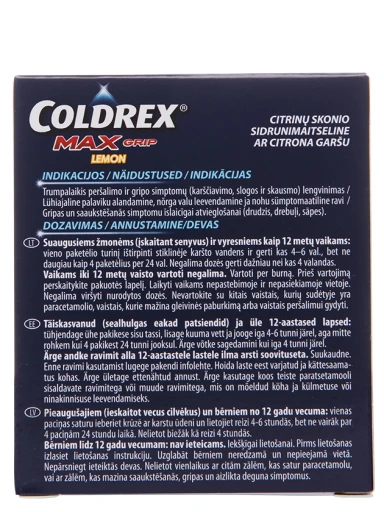 COLDREX®
MAX GRIP
LEMON
CITRINŲ SKONIO
SIDRUNIMAITSELINE
AR CITRONA GARŠU
INDIKACIJOS / NÄIDUSTUSED / INDIKĀCIJAS
Trumpalaikis peršalimo ir gripo simptomų (karščiavimo, slogos ir skausmo) lengvinimas /
Lühiajaline palaviku alandamine, nõrga valu leevendamine ja nohu sümptomaatiline ravi /
Gripas un saaukstēšanās simptomu īslaicīgai atvieglošanai (drudzis, drebuļi, sāpes).
DOZAVIMAS / ANNUSTAMINE/DEVAS
LT Suaugusiems žmonėms (įskaitant senyvus) ir vyresniems kaip 12 metų vaikams:
vieno paketėlio turinį ištirpinti stiklinėje karšto vandens ir gerti kas 4–6 val., bet ne
daugiau kaip 4 paketėlius per 24 val. Negalima dozės gerti dažniau nei kas 4 valandas.
Vaikams iki 12 metų vaisto vartoti negalima. Vartoti per burną. Prieš vartojimą
perskaitykite pakuotės lapelį. Laikyti vaikams nepastebimoje ir nepasiekiamoje vietoje.
Negalima viršyti nurodytos dozės. Nevartokite su kitais vaistais, kurių sudėtyje yra
paracetamolio, vaistais, kurie mažina gleivinės paburkimą arba vaistais peršalimui gydyti.
EE Täiskasvanud (sealhulgas eakad patsiendid) ja üle 12-aastased lapsed:
tühjendage ühe pakikese sisu tassi, lisage kuuma vett ja jooge iga 4-6 tunni järel, aga mitte
rohkem kui 4 pakikest 24 tunni jooksul. Ärge võtke sagedamini kui iga 4 tunni järel.
Ärge andke ravimit alla 12-aastastele lastele ilma arsti soovituseta. Suukaudne.
Enne ravimi kasutamist lugege pakendi infolehte. Hoida laste eest varjatud ja kättesaama-
tus kohas. Ärge ületage ettenähtud annust. Ärge kasutage koos teiste paratsetamooli
sisaldavate ravimitega või muude ravimitega, mis on mõeldud köha ja külmetuse või
ninakinnisuse leevendamiseks.
LV Pieaugušajiem (ieskaitot vecus cilvēkus) un bērniem no 12 gadu vecuma: vienas
paciņas saturu ieberiet krūzē ar karstu ūdeni un lietojiet reizi 4-6 stundās, bet ne vairāk par
4 paciņām 24 stundu laikā. Nelietot biežāk kā reizi 4 stundās.
Bērniem līdz 12 gadu vecumam: nav ieteicams. Iekšķīgai lietošanai. Pirms lietošanas
izlasiet lietošanas instrukciju. Uzglabāt bērniem neredzamā un nepieejamā vietā.
Nepārsniegt ieteiktās devas. Nelietot vienlaikus ar citām zālēm, kas satur paracetamolu,
vai ar zālēm, kas mazina saaukstēšanās, gripas un aizlikta deguna simptomus.